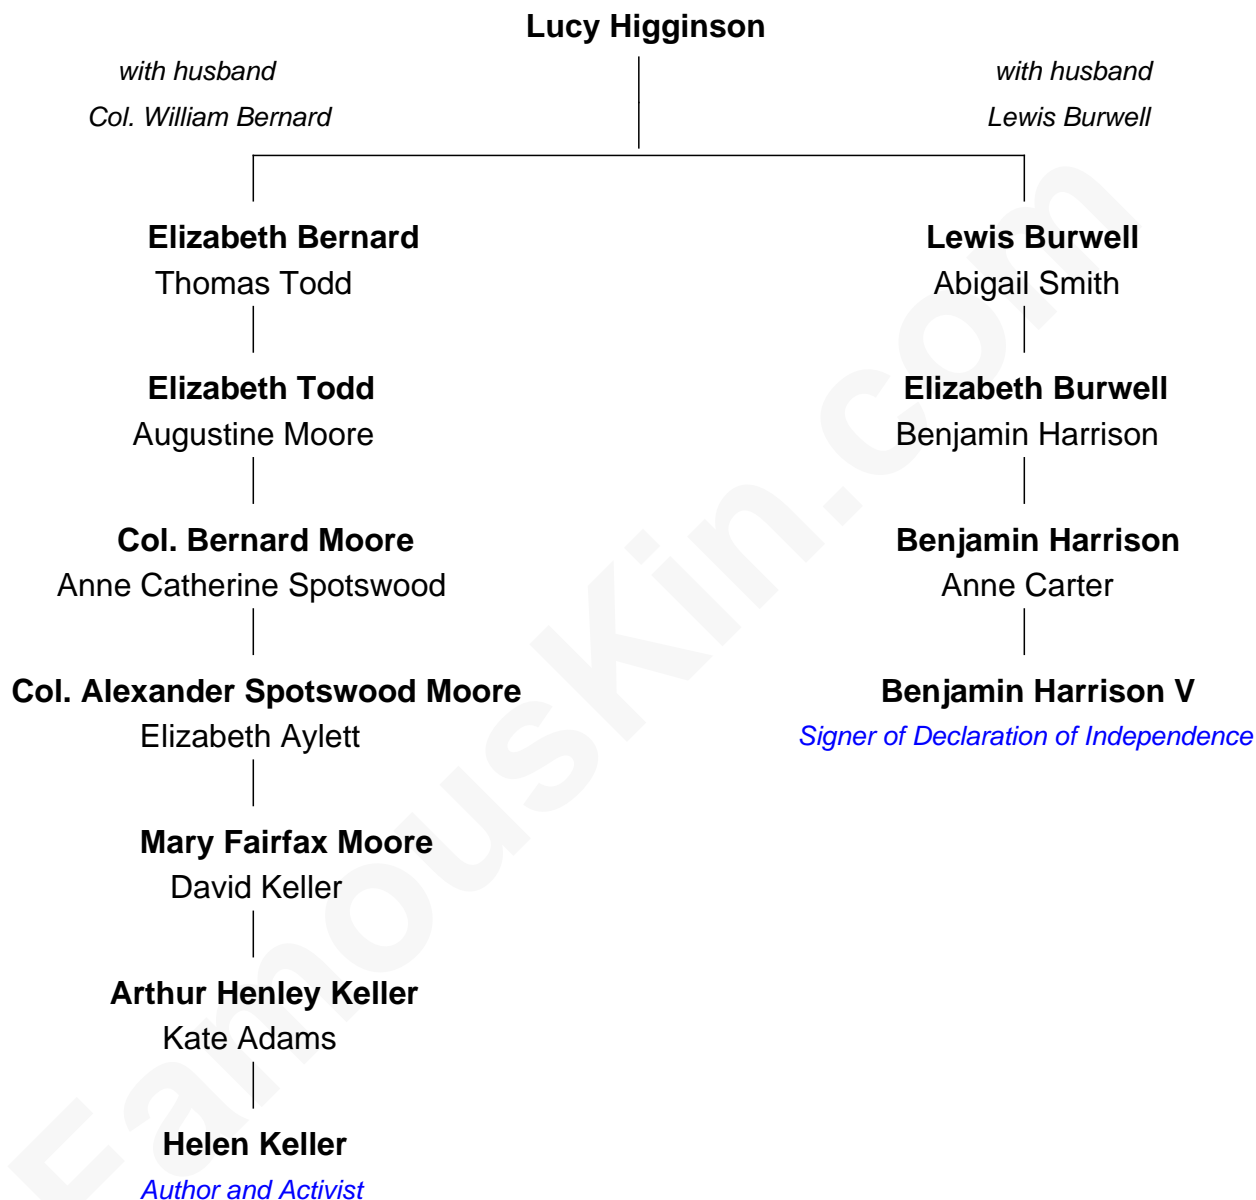 Lucy Higginson
with husband
Col. William Bernard
with husband
Lewis Burwell
Elizabeth Bernard
Thomas Todd
Elizabeth Todd
Augustine Moore
Col. Bernard Moore
Anne Catherine Spotswood
Col. Alexander Spotswood Moore
Elizabeth Aylett
Mary Fairfax Moore
David Keller
Arthur Henley Keller
Kate Adams
Helen Keller
Author and Activist
Lewis Burwell
Abigail Smith
Elizabeth Burwell
Benjamin Harrison
Benjamin Harrison
Anne Carter
Benjamin Harrison V
Signer of Declaration of Independence
FamousKin.com